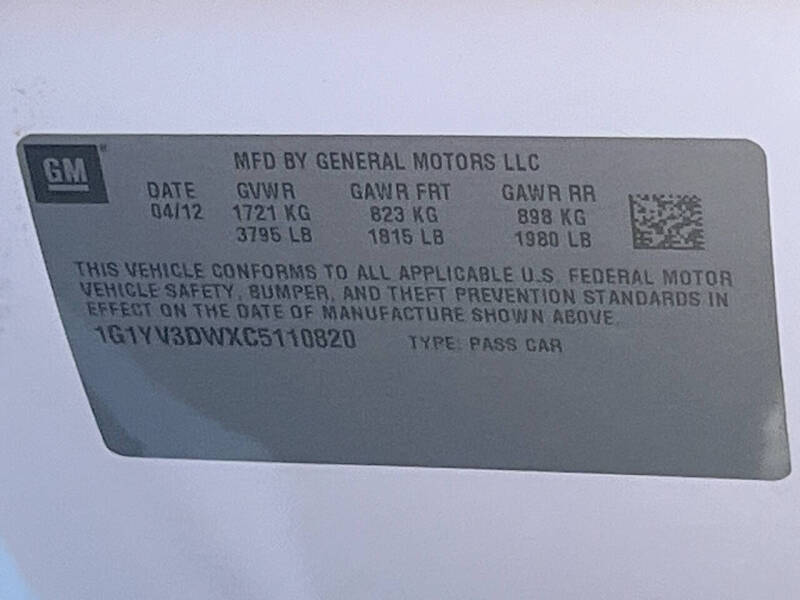 GM
MFD BY GENERAL MOTORS LLC
DATE GVWR GAWR FRT GAWR RR
04/12 1721 KG 823 KG 898 KG
3795 LB 1815 LB 1980 LB
THIS VEHICLE CONFORMS TO ALL APPLICABLE U.S. FEDERAL MOTOR
VEHICLE SAFETY, BUMPER, AND THEFT PREVENTION STANDARDS IN
EFFECT ON THE DATE OF MANUFACTURE SHOWN ABOVE.
1G1YV3DWXC5110820 TYPE: PASS CAR